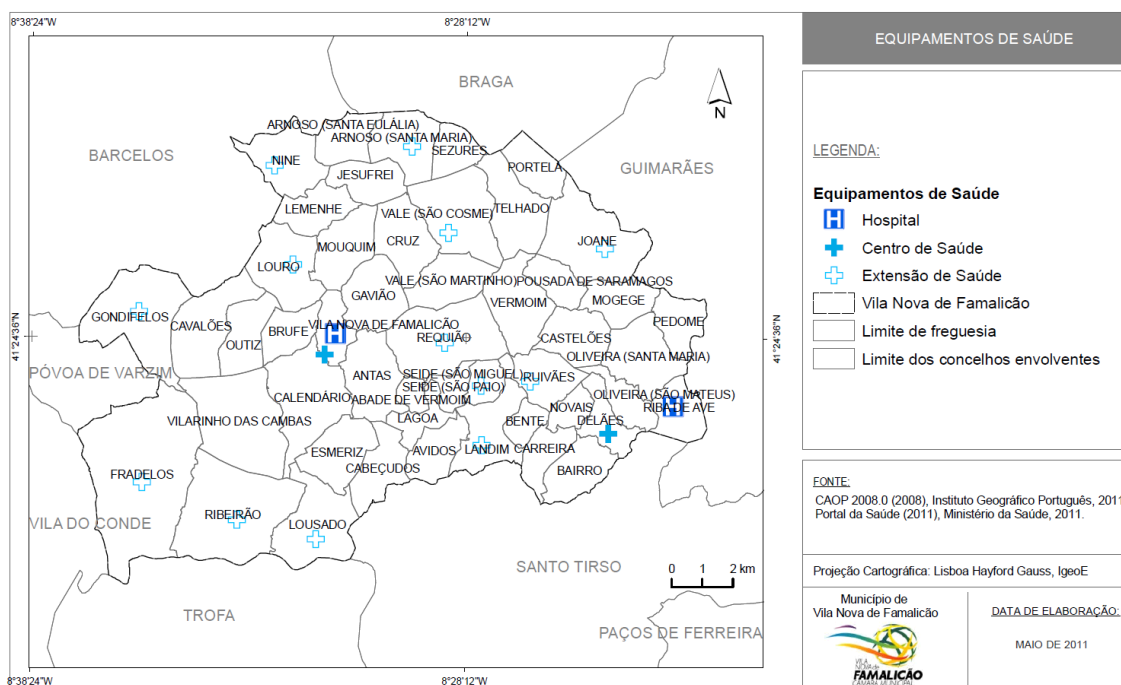 8°38'24"W
8°28'12"W
EQUIPAMENTOS DE SAÚDE
BRAGA
N
ARNOSO (SANTA EULÁLIA)
ARNOSO (SANTA MARIA)
SEZURES
BARCELOS
NINE
PORTELA
GUIMARÃES
JESUFREI
LEMENHE
VALE (SÃO COSME)
TELHADO
MOUQUIM
CRUZ
JOANE
LOURO
VALE (SÃO MARTINHO)
POUSADA DE SARAMAGOS
GAVIÃO
VERMOIM
MOGEGE
GONDIFELOS
CAVALÕES
BRUFE
VILA NOVA DE FAMALICÃO
PEDOME
OUTIZ
REQUIÃO
CASTELÕES
41°24'36"N
41°24'36"N
OLIVEIRA (SANTA MARIA)
PÓVOA DE VARZIM
ANTAS
SEIDE (SÃO MIGUEL)
RUIVÃES
SEIDE (SÃO PAIO)
CALENDÁRIO
ABADE DE VERMOIM
OLIVEIRA (SÃO MATEUS)
NOVAIS
RIBA DE AVE
VILARINHO DAS CAMBAS
LAGOA
BENTE
DELÃES
ESMERIZ
AVIDOS
LANDIM
CARREIRA
CABEÇUDOS
BAIRRO
FRADELOS
RIBEIRÃO
LOUSADO
VILA DO CONDE
SANTO TIRSO
0 1 2 km
TROFA
PAÇOS DE FERREIRA
8°38'24"W
8°28'12"W
LEGENDA:
Equipamentos de Saúde
H Hospital
Centro de Saúde
Extensão de Saúde
Vila Nova de Famalicão
Limite de freguesia
Limite dos concelhos envolventes
FONTE:
CAOP 2008.0 (2008), Instituto Geográfico Português, 2011
Portal da Saúde (2011), Ministério da Saúde, 2011.
Projeção Cartográfica: Lisboa Hayford Gauss, IgeoE
Município de
Vila Nova de Famalicão
VILA
NOVA DE
FAMALICÃO
CÂMARA MUNICIPAL
DATA DE ELABORAÇÃO:
MAIO DE 2011